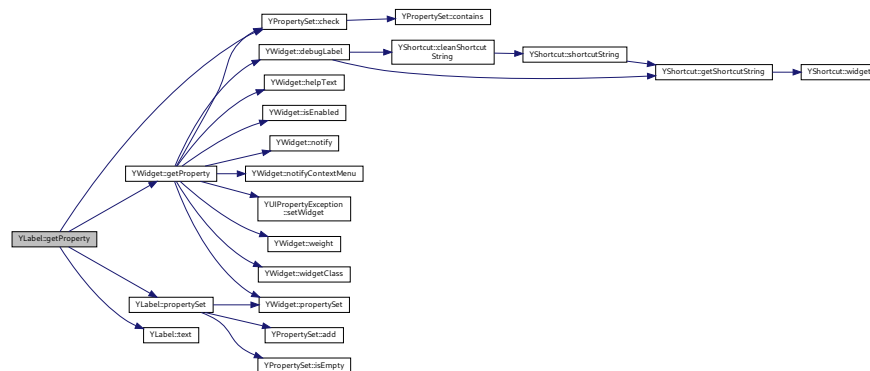 YPropertySet::check
YPropertySet::contains
YWidget::debugLabel
YShortcut::cleanShortcut
String
YShortcut::shortcutString
YShortcut::getShortcutString
YShortcut::widget
YWidget::helpText
YWidget::isEnabled
YWidget::notify
YWidget::getProperty
YWidget::notifyContextMenu
YUIPropertyException
::setWidget
YLabel::getProperty
YWidget::weight
YWidget::widgetClass
YLabel::propertySet
YWidget::propertySet
YLabel::text
YPropertySet::add
YPropertySet::isEmpty